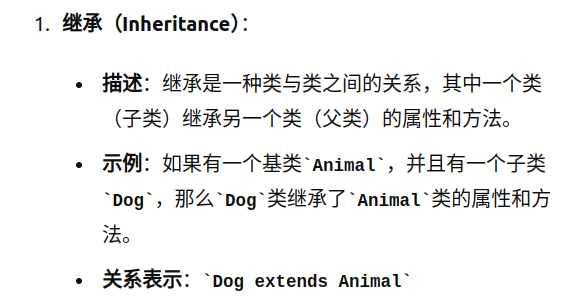 1. 继承（Inheritance）：
• 描述：继承是一种类与类之间的关系，其中一个类
（子类）继承另一个类（父类）的属性和方法。
• 示例：如果有一个基类`Animal`，并且有一个子类
`Dog`，那么`Dog`类继承了`Animal`类的属性和方
法。
• 关系表示：`Dog extends Animal`